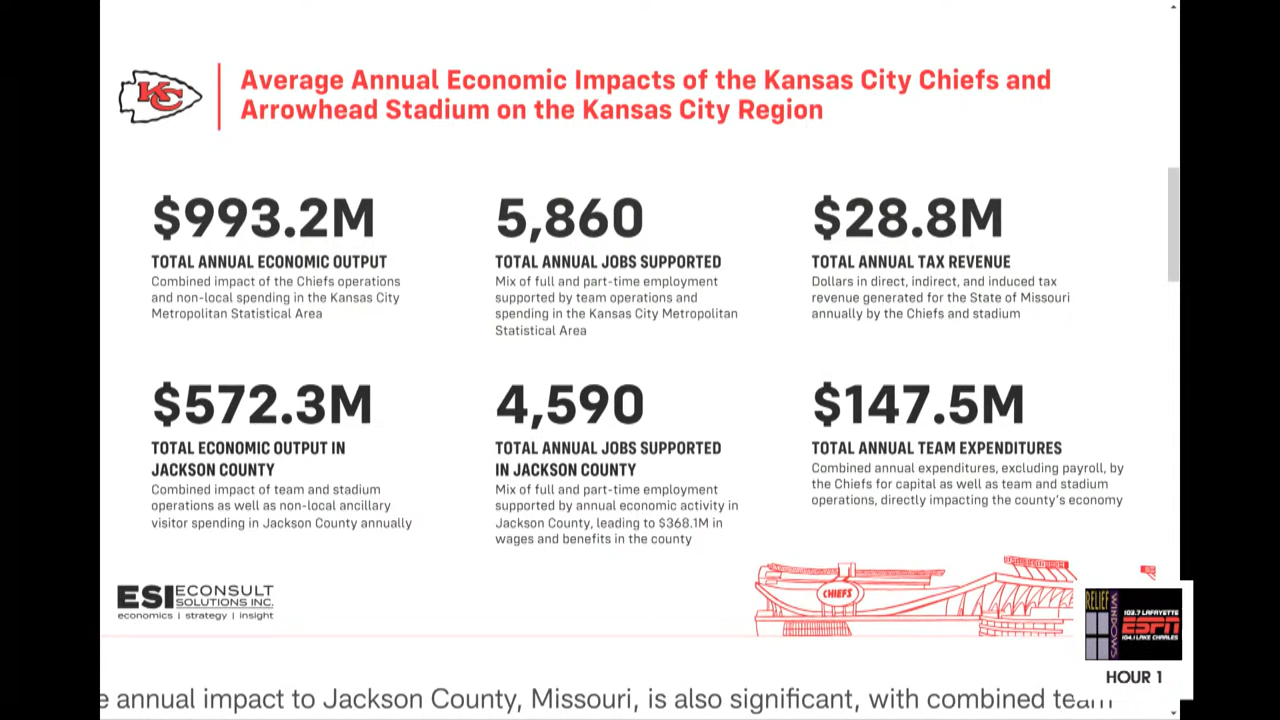 KC
Average Annual Economic Impacts of the Kansas City Chiefs and
Arrowhead Stadium on the Kansas City Region
$993.2M
TOTAL ANNUAL ECONOMIC OUTPUT
Combined impact of the Chiefs operations
and non-local spending in the Kansas City
Metropolitan Statistical Area
5,860
TOTAL ANNUAL JOBS SUPPORTED
Mix of full and part-time employment
supported by team operations and
spending in the Kansas City Metropolitan
Statistical Area
$28.8M
TOTAL ANNUAL TAX REVENUE
Dollars in direct, indirect, and induced tax
revenue generated for the State of Missouri
annually by the Chiefs and stadium
$572.3M
TOTAL ECONOMIC OUTPUT IN
JACKSON COUNTY
Combined impact of team and stadium
operations as well as non-local ancillary
visitor spending in Jackson County annually
4,590
TOTAL ANNUAL JOBS SUPPORTED
IN JACKSON COUNTY
Mix of full and part-time employment
supported by annual economic activity in
Jackson County, leading to $368.1M in
wages and benefits in the county
$147.5M
TOTAL ANNUAL TEAM EXPENDITURES
Combined annual expenditures, excluding payroll, by
the Chiefs for capital as well as team and stadium
operations, directly impacting the county's economy
ESI ECONSULT
SOLUTIONS INC.
economics | strategy | insight
CHIEFS
RELIEF
WINDOWS
103.7 LAFAYETTE
ESPN
104.1 LAKE CHARLES
HOUR 1
e annual impact to Jackson County, Missouri, is also significant, with combined team